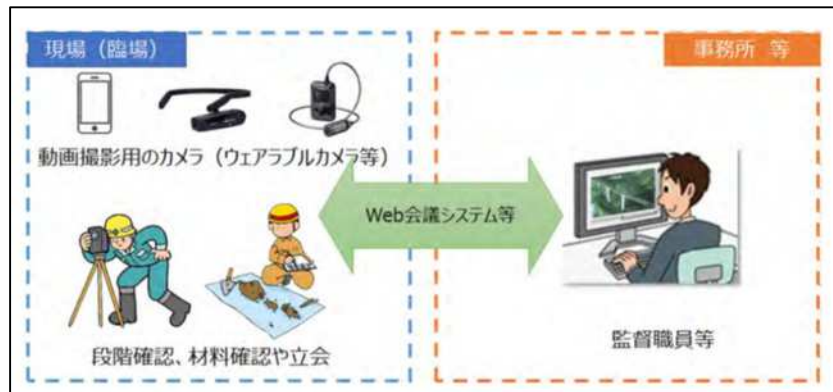 現場（臨場）
動画撮影用のカメラ（ウェアラブルカメラ等）
段階確認、材料確認や立会
Web会議システム等
事務所 等
監督職員等